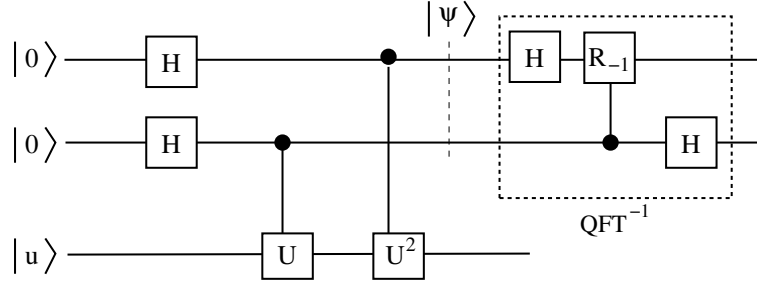 |ψ⟩
|0⟩ H H R₋₁
|0⟩ H H
QFT⁻¹
|u⟩ U U²